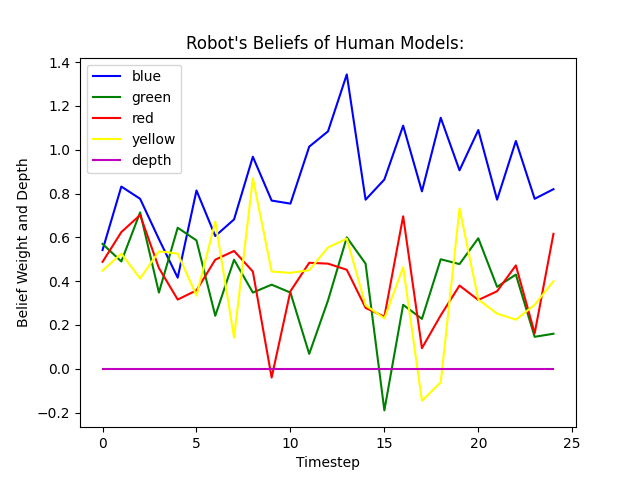 Robot's Beliefs of Human Models:
blue
green
red
yellow
depth
Belief Weight and Depth
1.4
1.2
1.0
0.8
0.6
0.4
0.2
0.0
−0.2
0
5
10
15
20
25
Timestep